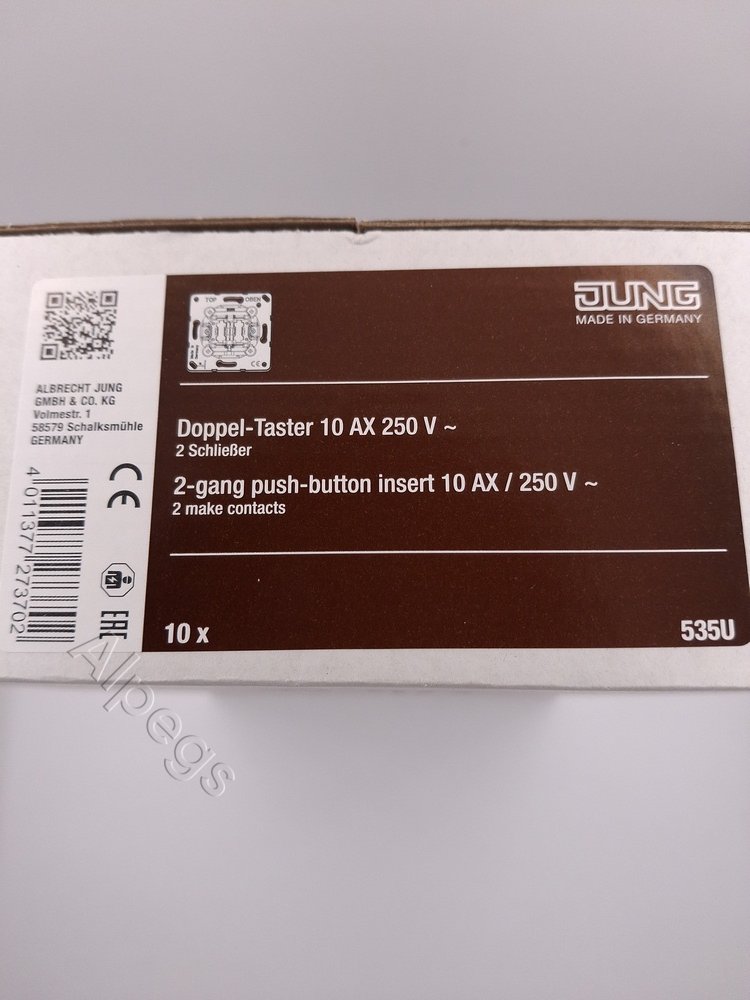 TOP OBEN
JUNG
MADE IN GERMANY
ALBRECHT JUNG
GMBH & CO. KG
Volmestr. 1
58579 Schalksmühle
GERMANY
Doppel-Taster 10 AX 250 V ~
2 Schließer
2-gang push-button insert 10 AX / 250 V ~
2 make contacts
CE
EAC
4 011377 273702
10 x
535U
Alpegs